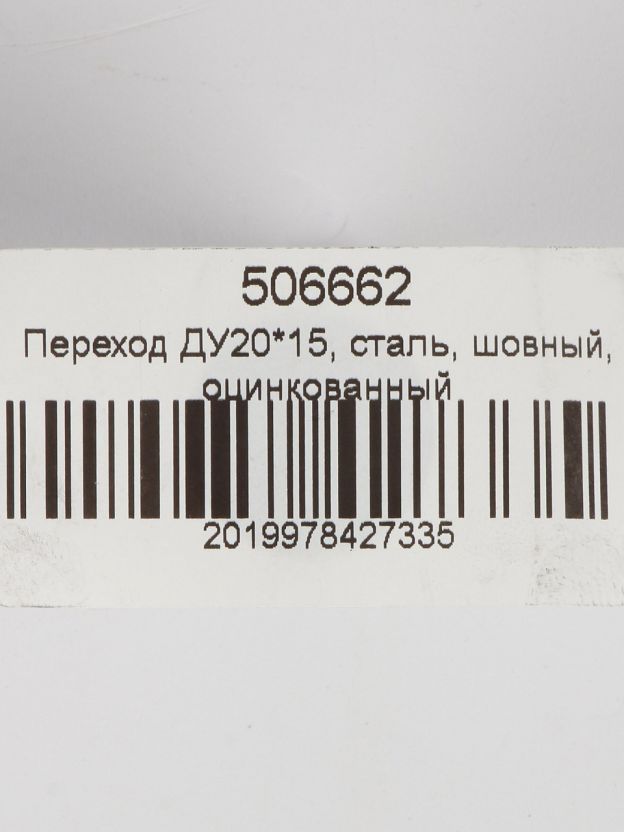 506662
Переход ДУ20*15, сталь, шовный,
оцинкованный
2019978427335